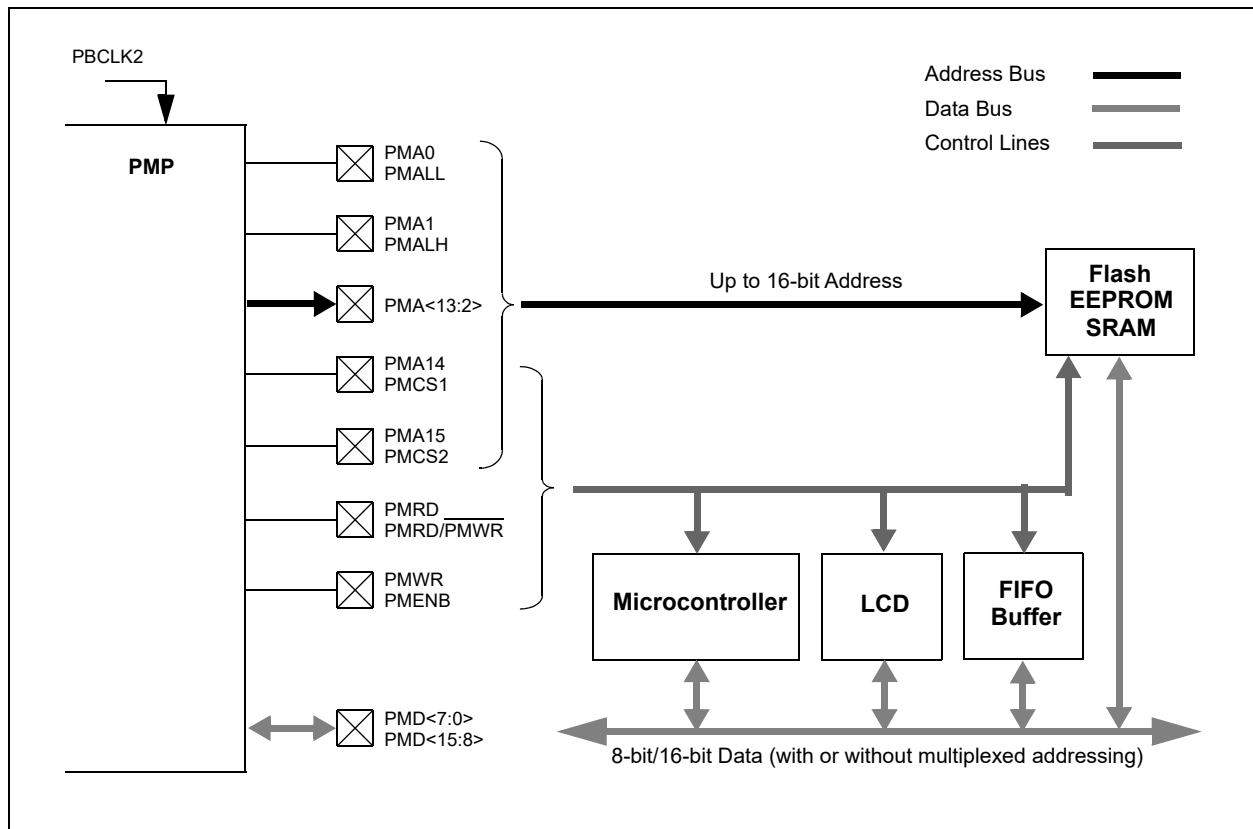 PBCLK2
PMP
PMA0
PMALL
PMA1
PMALH
PMA<13:2>
PMA14
PMCS1
PMA15
PMCS2
PMRD
PMRD/PMWR
PMWR
PMENB
PMD<7:0>
PMD<15:8>
Address Bus
Data Bus
Control Lines
Up to 16-bit Address
Flash
EEPROM
SRAM
Microcontroller
LCD
FIFO
Buffer
8-bit/16-bit Data (with or without multiplexed addressing)